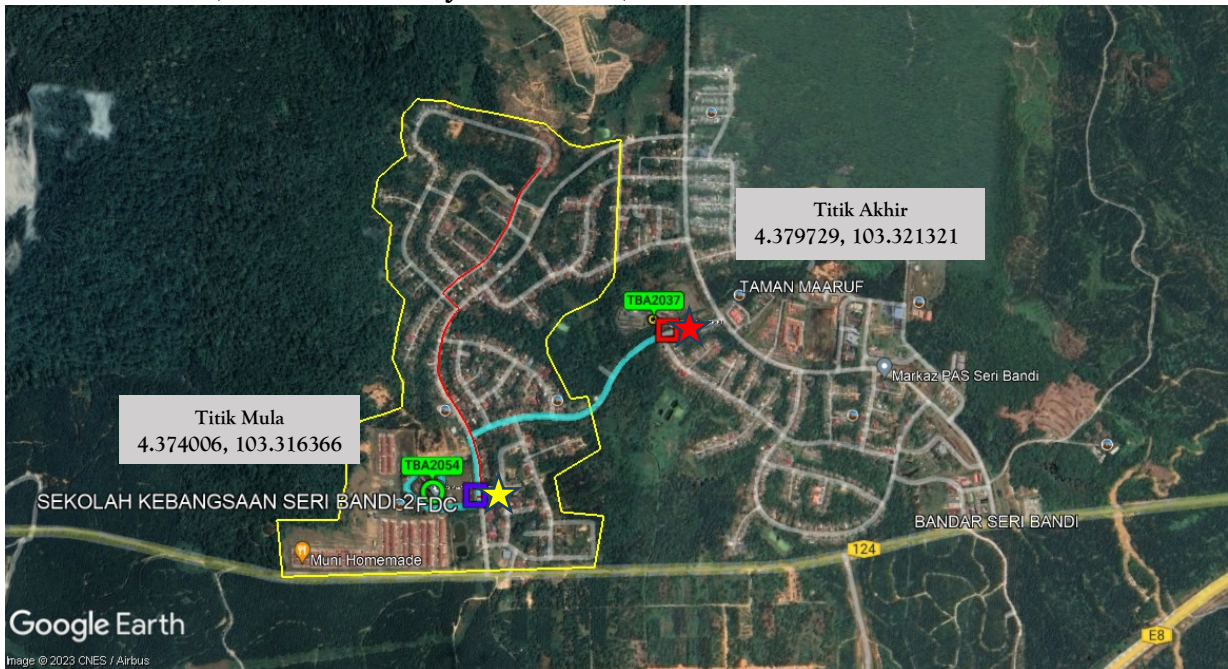 Titik Akhir
4.379729, 103.321321
TAMAN MAARUF
TBA2037
Markaz PAS Seri Bandi
Titik Mula
4.374006, 103.316366
TBA2054
SEKOLAH KEBANGSAAN SERI BANDI 2
FDC
BANDAR SERI BANDI
124
Muni Homemade
Google Earth
E8
Image © 2023 CNES / Airbus